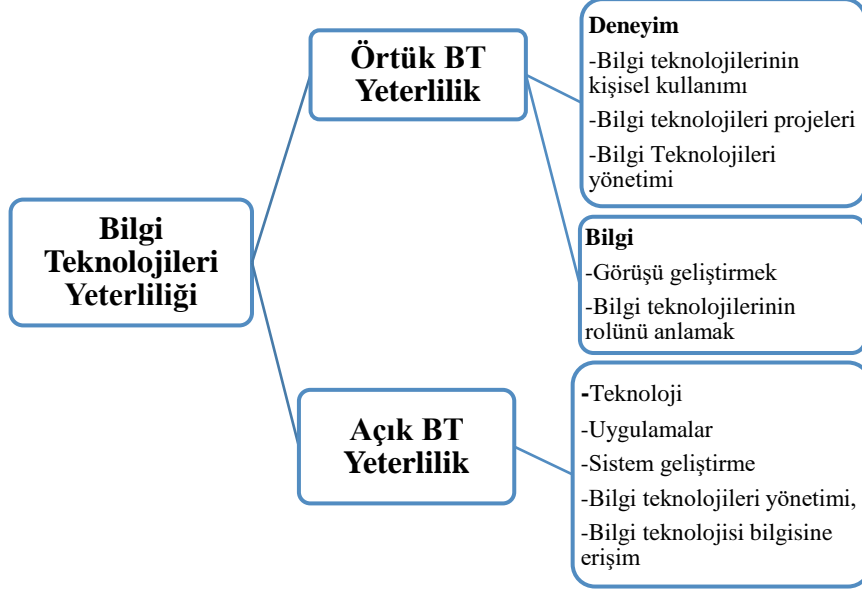 Bilgi
Teknolojileri
Yeterliliği
Örtük BT
Yeterlilik
Deneyim
-Bilgi teknolojilerinin
kişisel kullanımı
-Bilgi teknolojileri projeleri
-Bilgi Teknolojileri
yönetimi
Bilgi
-Görüşü geliştirmek
-Bilgi teknolojilerinin
rolünü anlamak
Açık BT
Yeterlilik
-Teknoloji
-Uygulamalar
-Sistem geliştirme
-Bilgi teknolojileri yönetimi,
-Bilgi teknolojisi bilgisine
erişim